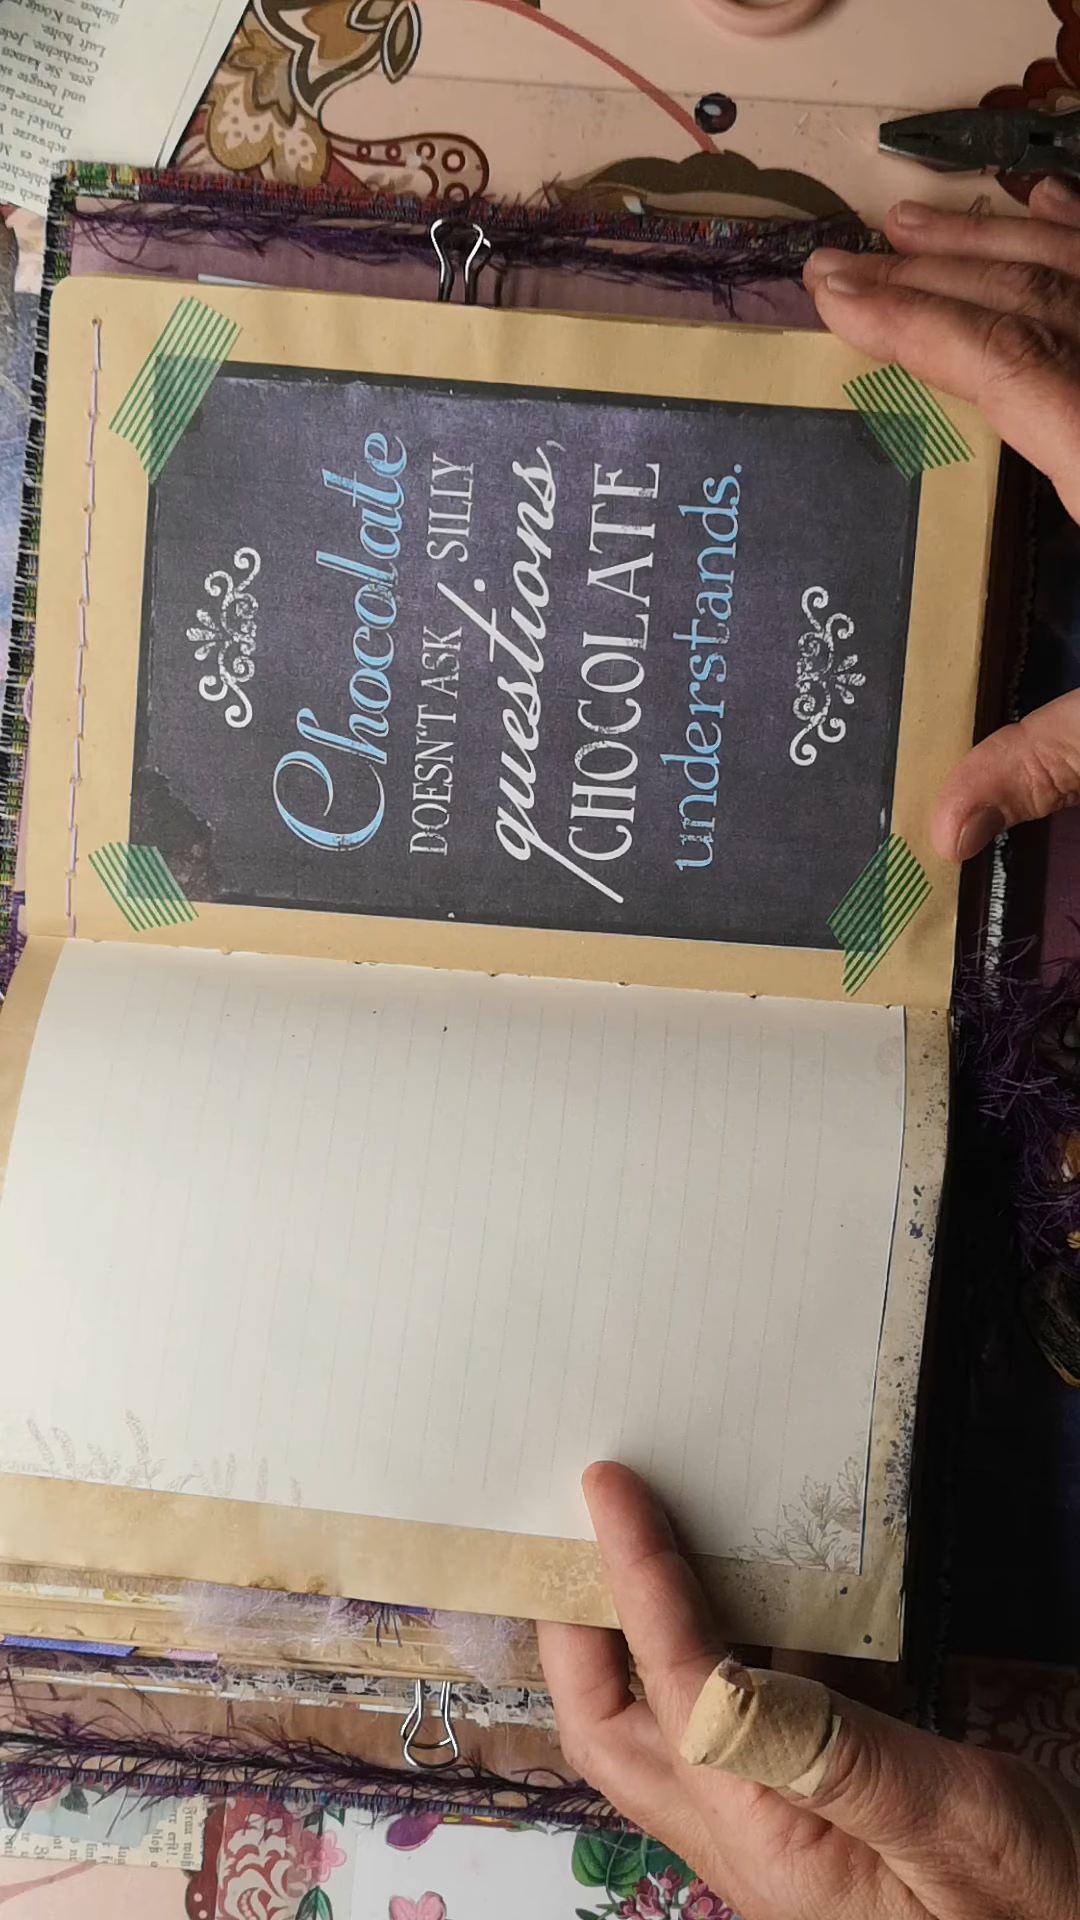 Chocolate
DOESN'T ASK SILLY
questions,
CHOCOLATE
understands.